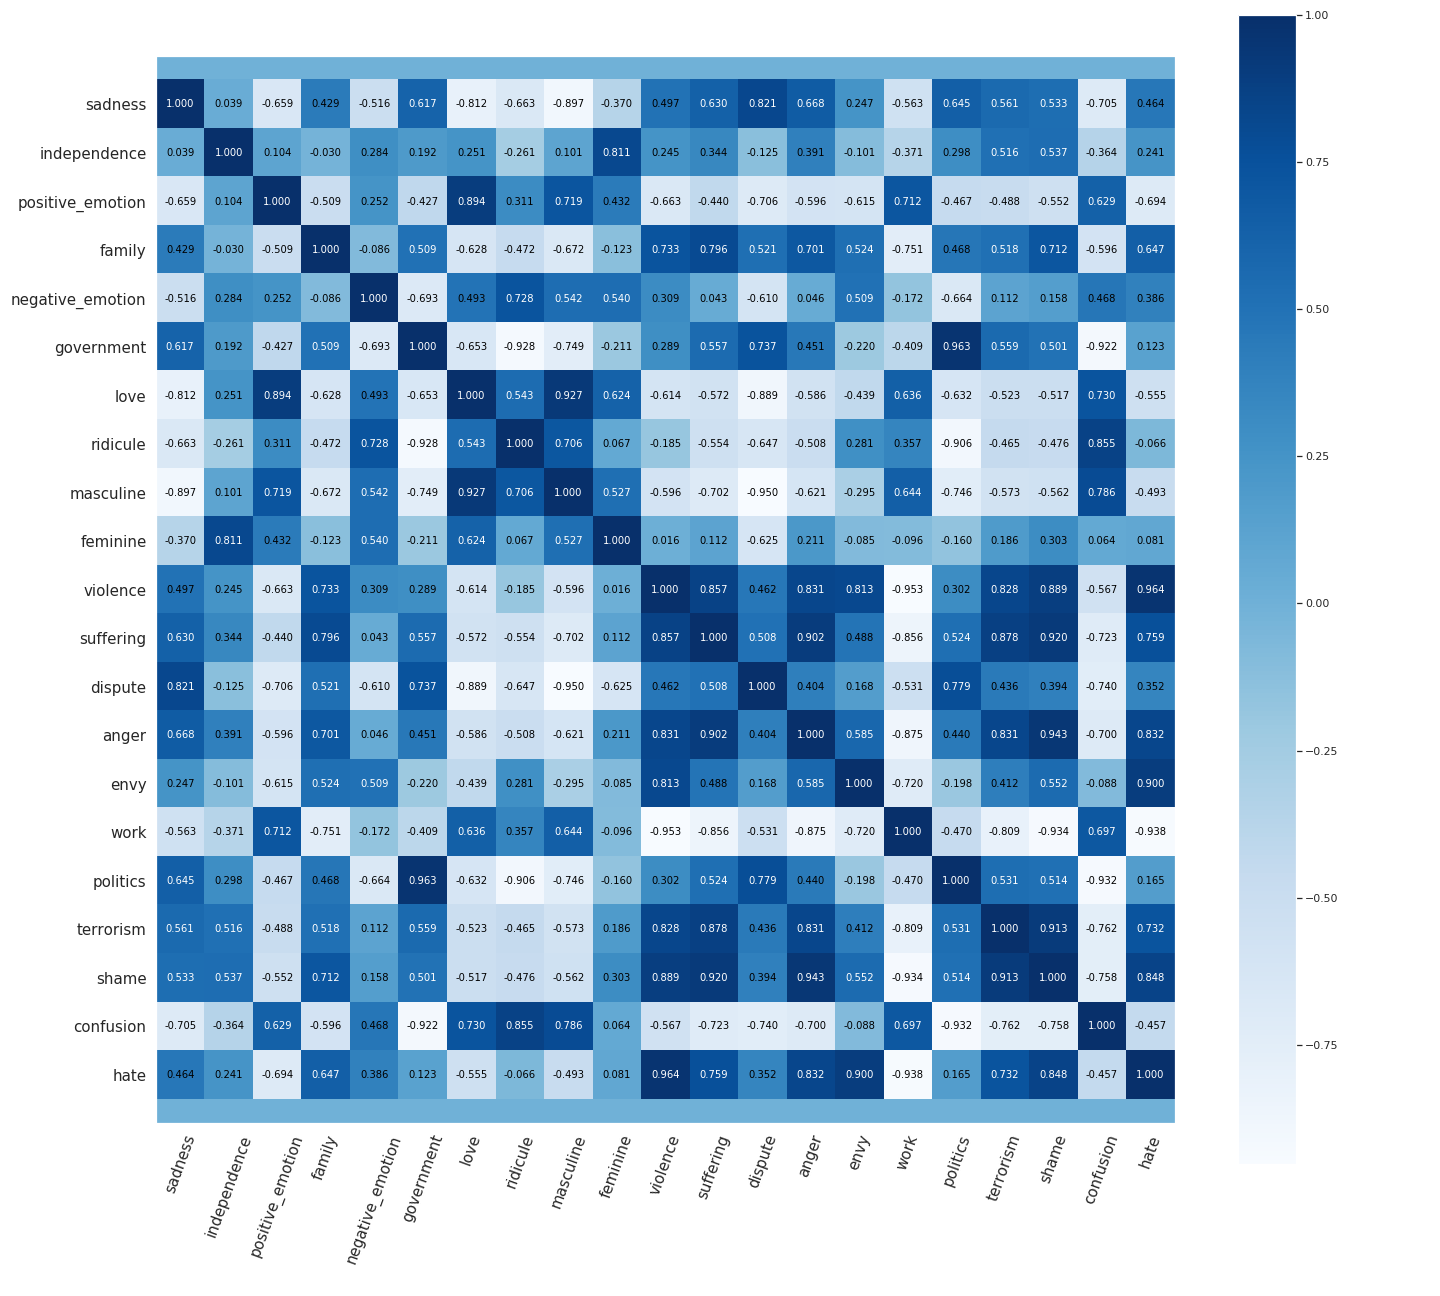 1.00
sadness 1.000 0.039 -0.659 0.429 -0.516 0.617 -0.812 -0.663 -0.897 -0.370 0.497 0.630 0.821 0.668 0.247 -0.563 0.645 0.561 0.533 -0.705 0.464
independence 0.039 1.000 0.104 -0.030 0.284 0.192 0.251 -0.261 0.101 0.811 0.245 0.344 -0.125 0.391 -0.101 -0.371 0.298 0.516 0.537 -0.364 0.241
0.75
positive_emotion -0.659 0.104 1.000 -0.509 0.252 -0.427 0.894 0.311 0.719 0.432 -0.663 -0.440 -0.706 -0.596 -0.615 0.712 -0.467 -0.488 -0.552 0.629 -0.694
family 0.429 -0.030 -0.509 1.000 -0.086 0.509 -0.628 -0.472 -0.672 -0.123 0.733 0.796 0.521 0.701 0.524 -0.751 0.468 0.518 0.712 -0.596 0.647
negative_emotion -0.516 0.284 0.252 -0.086 1.000 -0.693 0.493 0.728 0.542 0.540 0.309 0.043 -0.610 0.046 0.509 -0.172 -0.664 0.112 0.158 0.468 0.386
0.50
government 0.617 0.192 -0.427 0.509 -0.693 1.000 -0.653 -0.928 -0.749 -0.211 0.289 0.557 0.737 0.451 -0.220 -0.409 0.963 0.559 0.501 -0.922 0.123
love -0.812 0.251 0.894 -0.628 0.493 -0.653 1.000 0.543 0.927 0.624 -0.614 -0.572 -0.889 -0.586 -0.439 0.636 -0.632 -0.523 -0.517 0.730 -0.555
ridicule -0.663 -0.261 0.311 -0.472 0.728 -0.928 0.543 1.000 0.706 0.067 -0.185 -0.554 -0.647 -0.508 0.281 0.357 -0.906 -0.465 -0.476 0.855 -0.066
0.25
masculine -0.897 0.101 0.719 -0.672 0.542 -0.749 0.927 0.706 1.000 0.527 -0.596 -0.702 -0.950 -0.621 -0.295 0.644 -0.746 -0.573 -0.562 0.786 -0.493
feminine -0.370 0.811 0.432 -0.123 0.540 -0.211 0.624 0.067 0.527 1.000 0.016 0.112 -0.625 0.211 -0.085 -0.096 -0.160 0.186 0.303 0.064 0.081
violence 0.497 0.245 -0.663 0.733 0.309 0.289 -0.614 -0.185 -0.596 0.016 1.000 0.857 0.462 0.831 0.813 -0.953 0.302 0.828 0.889 -0.567 0.964
0.00
suffering 0.630 0.344 -0.440 0.796 0.043 0.557 -0.572 -0.554 -0.702 0.112 0.857 1.000 0.508 0.902 0.488 -0.856 0.524 0.878 0.920 -0.723 0.759
dispute 0.821 -0.125 -0.706 0.521 -0.610 0.737 -0.889 -0.647 -0.950 -0.625 0.462 0.508 1.000 0.404 0.168 -0.531 0.779 0.436 0.394 -0.740 0.352
anger 0.668 0.391 -0.596 0.701 0.046 0.451 -0.586 -0.508 -0.621 0.211 0.831 0.902 0.404 1.000 0.585 -0.875 0.440 0.831 0.943 -0.700 0.832
−0.25
envy 0.247 -0.101 -0.615 0.524 0.509 -0.220 -0.439 0.281 -0.295 -0.085 0.813 0.488 0.168 0.585 1.000 -0.720 -0.198 0.412 0.552 -0.088 0.900
work -0.563 -0.371 0.712 -0.751 -0.172 -0.409 0.636 0.357 0.644 -0.096 -0.953 -0.856 -0.531 -0.875 -0.720 1.000 -0.470 -0.809 -0.934 0.697 -0.938
politics 0.645 0.298 -0.467 0.468 -0.664 0.963 -0.632 -0.906 -0.746 -0.160 0.302 0.524 0.779 0.440 -0.198 -0.470 1.000 0.531 0.514 -0.932 0.165
−0.50
terrorism 0.561 0.516 -0.488 0.518 0.112 0.559 -0.523 -0.465 -0.573 0.186 0.828 0.878 0.436 0.831 0.412 -0.809 0.531 1.000 0.913 -0.762 0.732
shame 0.533 0.537 -0.552 0.712 0.158 0.501 -0.517 -0.476 -0.562 0.303 0.889 0.920 0.394 0.943 0.552 -0.934 0.514 0.913 1.000 -0.758 0.848
confusion -0.705 -0.364 0.629 -0.596 0.468 -0.922 0.730 0.855 0.786 0.064 -0.567 -0.723 -0.740 -0.700 -0.088 0.697 -0.932 -0.762 -0.758 1.000 -0.457
−0.75
hate 0.464 0.241 -0.694 0.647 0.386 0.123 -0.555 -0.066 -0.493 0.081 0.964 0.759 0.352 0.832 0.900 -0.938 0.165 0.732 0.848 -0.457 1.000
sadness independence positive_emotion family negative_emotion government love ridicule masculine feminine violence suffering dispute anger envy work politics terrorism shame confusion hate